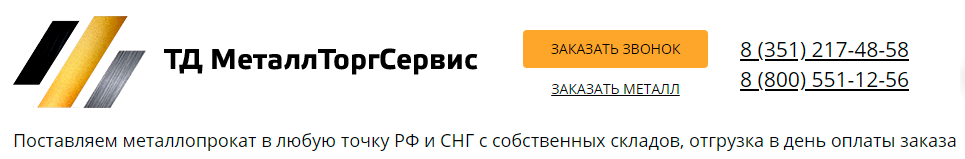 ТД МеталлТоргСервис
ЗАКАЗАТЬ ЗВОНОК
ЗАКАЗАТЬ МЕТАЛЛ
8 (351) 217-48-58
8 (800) 551-12-56
Поставляем металлопрокат в любую точку РФ и СНГ с собственных складов, отгрузка в день оплаты заказа